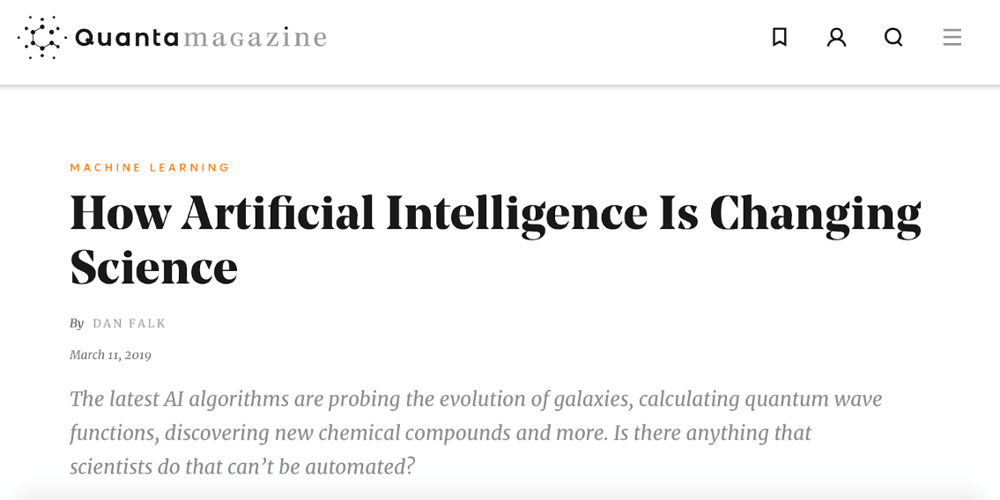 Quantamagazine
MACHINE LEARNING
How Artificial Intelligence Is Changing
Science
By DAN FALK
March 11, 2019
The latest AI algorithms are probing the evolution of galaxies, calculating quantum wave
functions, discovering new chemical compounds and more. Is there anything that
scientists do that can’t be automated?